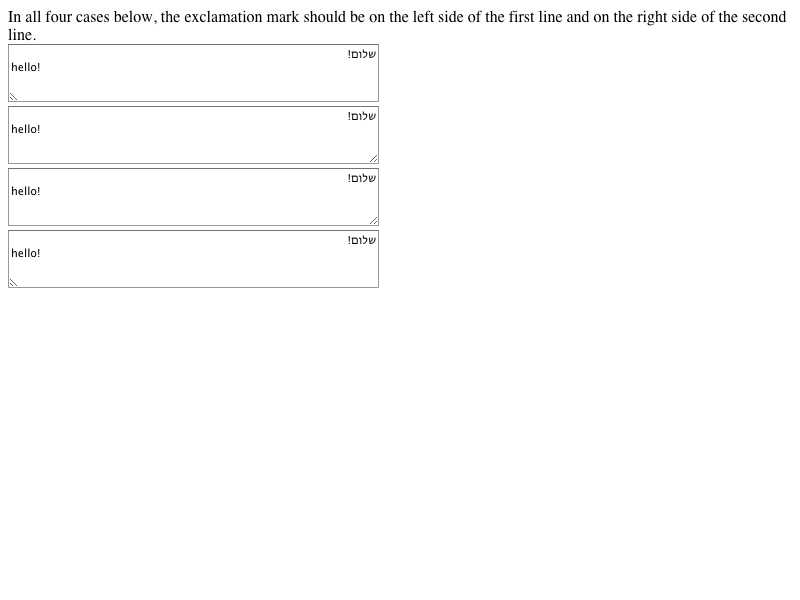 In all four cases below, the exclamation mark should be on the left side of the first line and on the right side of the second
line.
שלום!
hello!
שלום!
hello!
שלום!
hello!
שלום!
hello!